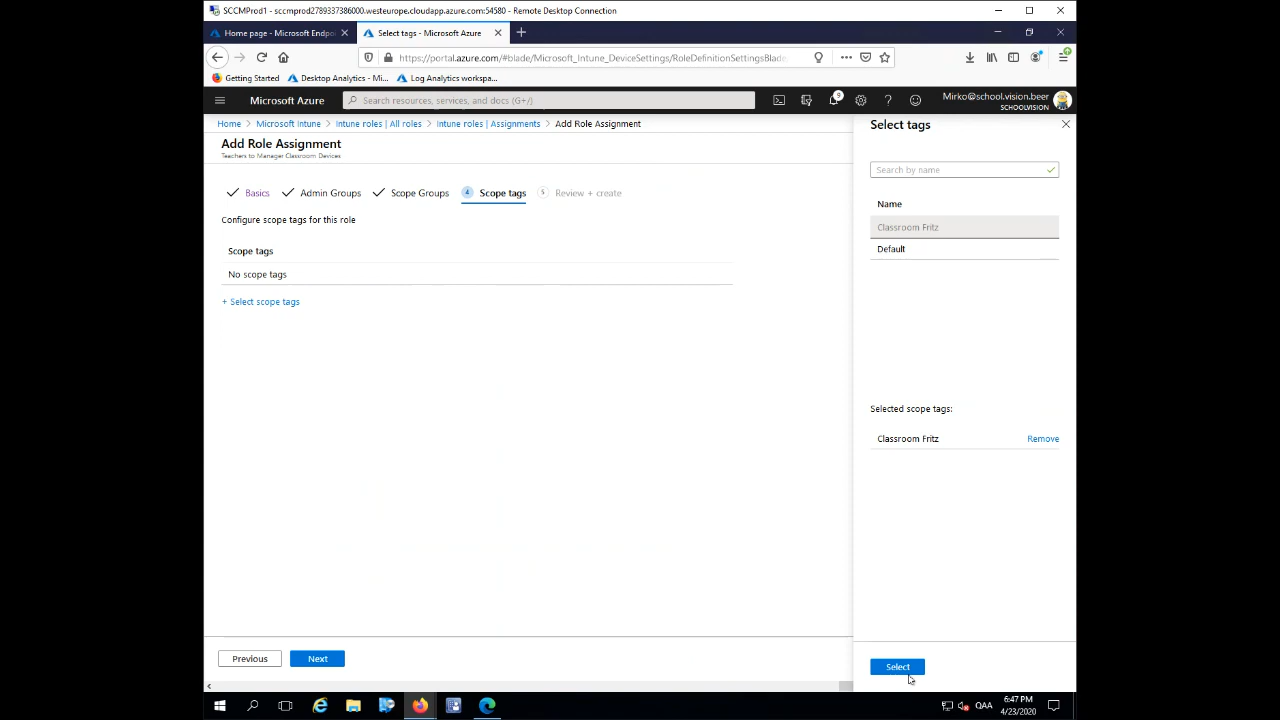 SCCMProd1 - sccmprod2789337386000.westeurope.cloudapp.azure.com:54580 - Remote Desktop Connection
Home page - Microsoft Endpoi
Select tags - Microsoft Azure
https://portal.azure.com/#blade/Microsoft_Intune_DeviceSettings/RoleDefinitionSettingsBlade
Getting Started
Desktop Analytics - Mi...
Log Analytics workspa...
Microsoft Azure
Search resources, services, and docs (G+/)
Mirko@school.vision.beer
SCHOOLVISION
Home > Microsoft Intune > Intune roles | All roles > Intune roles | Assignments > Add Role Assignment
Add Role Assignment
Teachers to Manager Classroom Devices
Basics
Admin Groups
Scope Groups
4 Scope tags
5 Review + create
Configure scope tags for this role
Scope tags
No scope tags
+ Select scope tags
Previous
Next
Select tags
Search by name
Name
Classroom Fritz
Default
Selected scope tags:
Classroom Fritz
Remove
Select
QAA
6:47 PM
4/23/2020